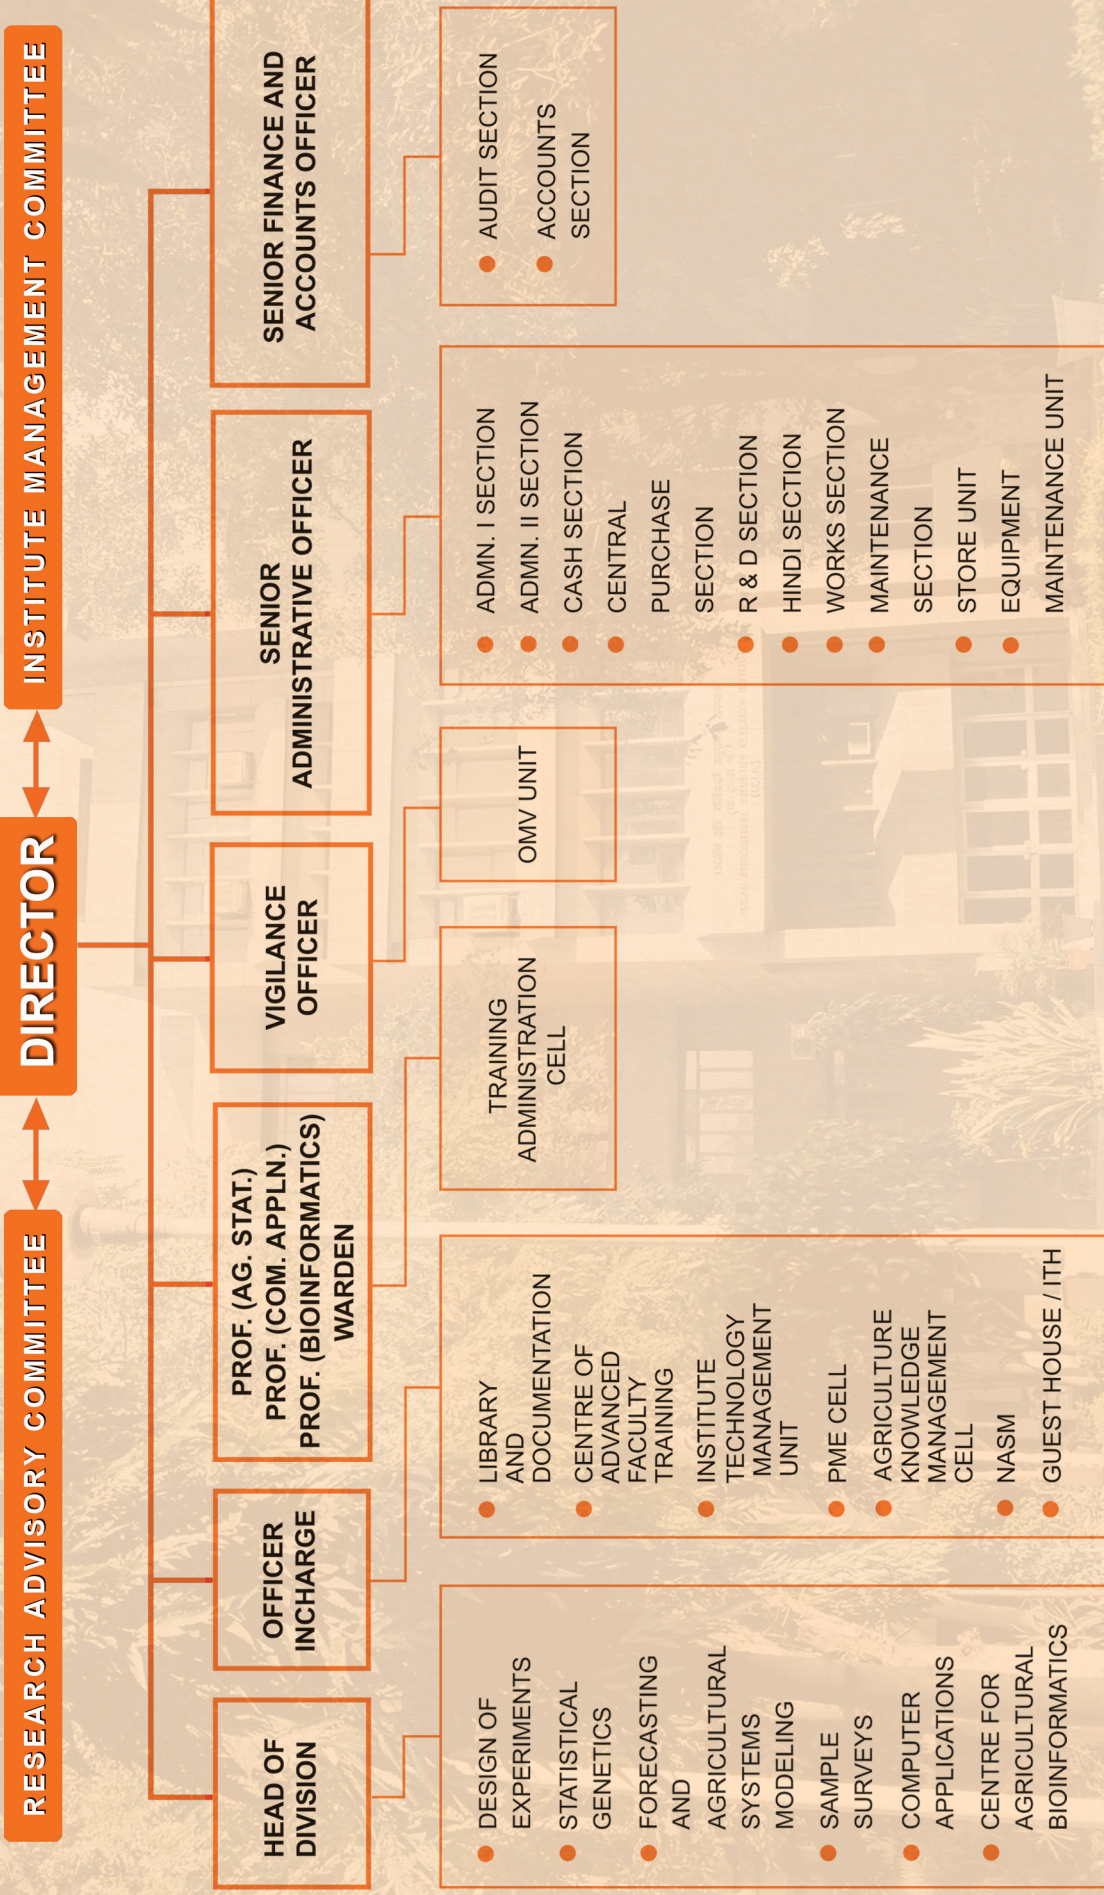 RESEARCH ADVISORY COMMITTEE
DIRECTOR
INSTITUTE MANAGEMENT COMMITTEE
HEAD OF
DIVISION
OFFICER
INCHARGE
PROF. (AG. STAT.)
PROF. (COM. APPLN.)
PROF. (BIOINFORMATICS)
WARDEN
VIGILANCE
OFFICER
SENIOR
ADMINISTRATIVE OFFICER
SENIOR FINANCE AND
ACCOUNTS OFFICER
DESIGN OF
EXPERIMENTS
STATISTICAL
GENETICS
FORECASTING
AND
AGRICULTURAL
SYSTEMS
MODELING
SAMPLE
SURVEYS
COMPUTER
APPLICATIONS
CENTRE FOR
AGRICULTURAL
BIOINFORMATICS
LIBRARY
AND
DOCUMENTATION
CENTRE OF
ADVANCED
FACULTY
TRAINING
INSTITUTE
TECHNOLOGY
MANAGEMENT
UNIT
PME CELL
AGRICULTURE
KNOWLEDGE
MANAGEMENT
CELL
NASM
GUEST HOUSE / ITH
TRAINING
ADMINISTRATION
CELL
OMV UNIT
ADMN. I SECTION
ADMN. II SECTION
CASH SECTION
CENTRAL
PURCHASE
SECTION
R & D SECTION
HINDI SECTION
WORKS SECTION
MAINTENANCE
SECTION
STORE UNIT
EQUIPMENT
MAINTENANCE UNIT
AUDIT SECTION
ACCOUNTS
SECTION